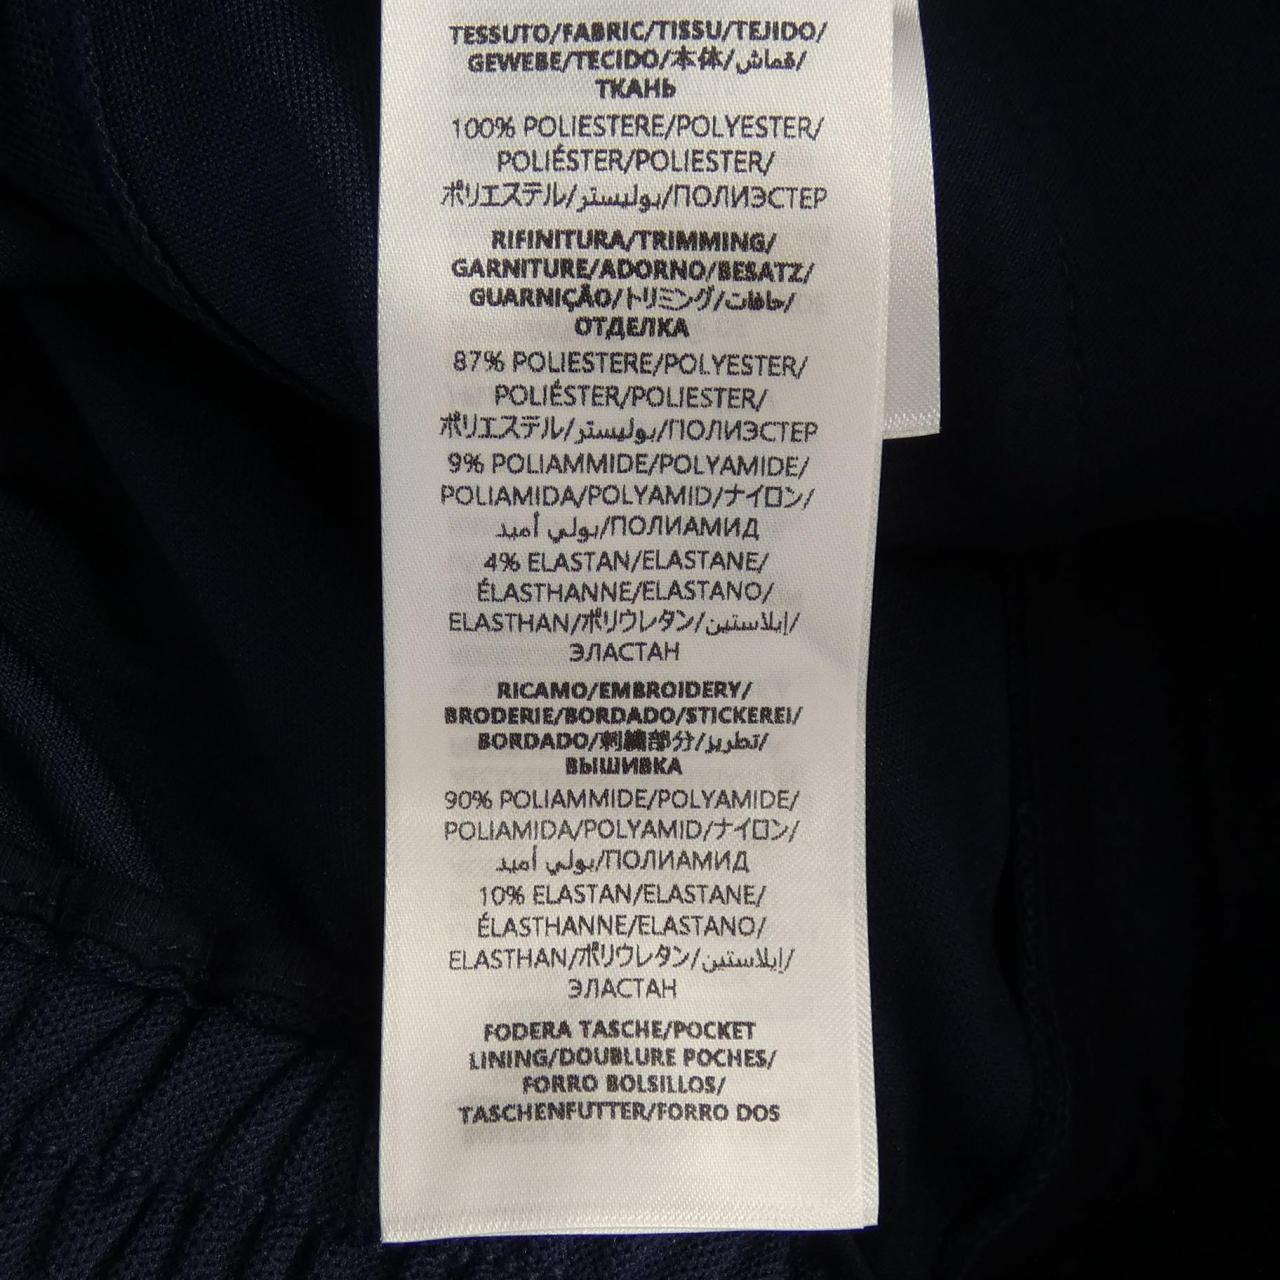 TESSUTO/FABRIC/TISSU/TEJIDO/
GEWEBE/TECIDO/本体/قماش/
ТКАНЬ
100% POLIESTERE/POLYESTER/
POLIÉSTER/POLIESTER/
ポリエステル/بوليستر/ПОЛИЭСТЕР
RIFINITURA/TRIMMING/
GARNITURE/ADORNO/BESATZ/
GUARNIÇÃO/トリミング/حافات/
ОТДЕЛКА
87% POLIESTERE/POLYESTER/
POLIÉSTER/POLIESTER/
ポリエステル/بوليستر/ПОЛИЭСТЕР
9% POLIAMMIDE/POLYAMIDE/
POLIAMIDA/POLYAMID/ナイロン/
بولي أميد/ПОЛИАМИД
4% ELASTAN/ELASTANE/
ÉLASTHANNE/ELASTANO/
ELASTHAN/ポリウレタン/إيلاستين/
ЭЛАСТАН
RICAMO/EMBROIDERY/
BRODERIE/BORDADO/STICKEREI/
BORDADO/刺繍部分/تطريز/
ВЫШИВКА
90% POLIAMMIDE/POLYAMIDE/
POLIAMIDA/POLYAMID/ナイロン/
بولي أميد/ПОЛИАМИД
10% ELASTAN/ELASTANE/
ÉLASTHANNE/ELASTANO/
ELASTHAN/ポリウレタン/إيلاستين/
ЭЛАСТАН
FODERA TASCHE/POCKET
LINING/DOUBLURE POCHES/
FORRO BOLSILLOS/
TASCHENFUTTER/FORRO DOS